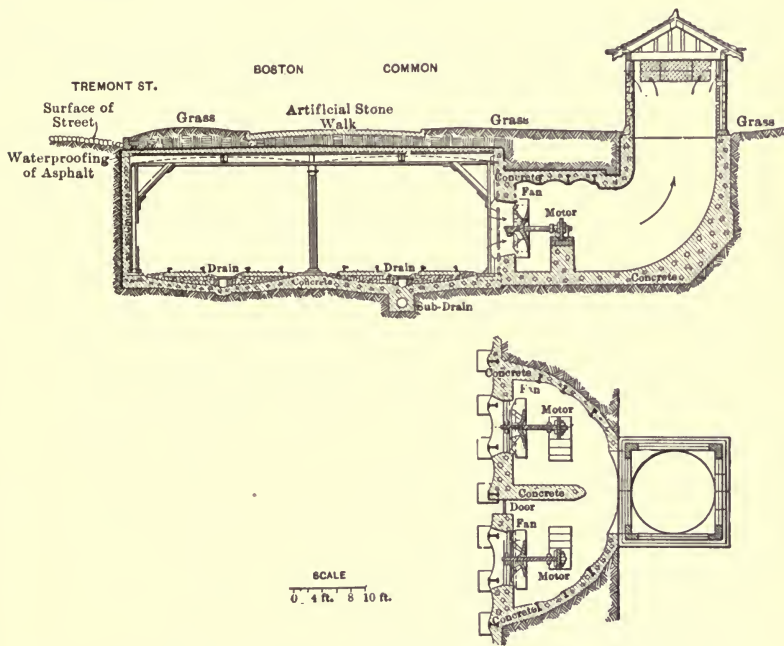 BOSTON COMMON
TREMONT ST.
Surface of
Street
Grass
Artificial Stone
Walk
Grass
Grass
Waterproofing
of Asphalt
Concrete
Concrete
Fan
Motor
Drain
Drain
Concrete
Concrete
Sub-Drain
Concrete
Fan
Motor
Concrete
Door
Fan
Motor
Concrete
SCALE
0 4 ft. 8 10 ft.